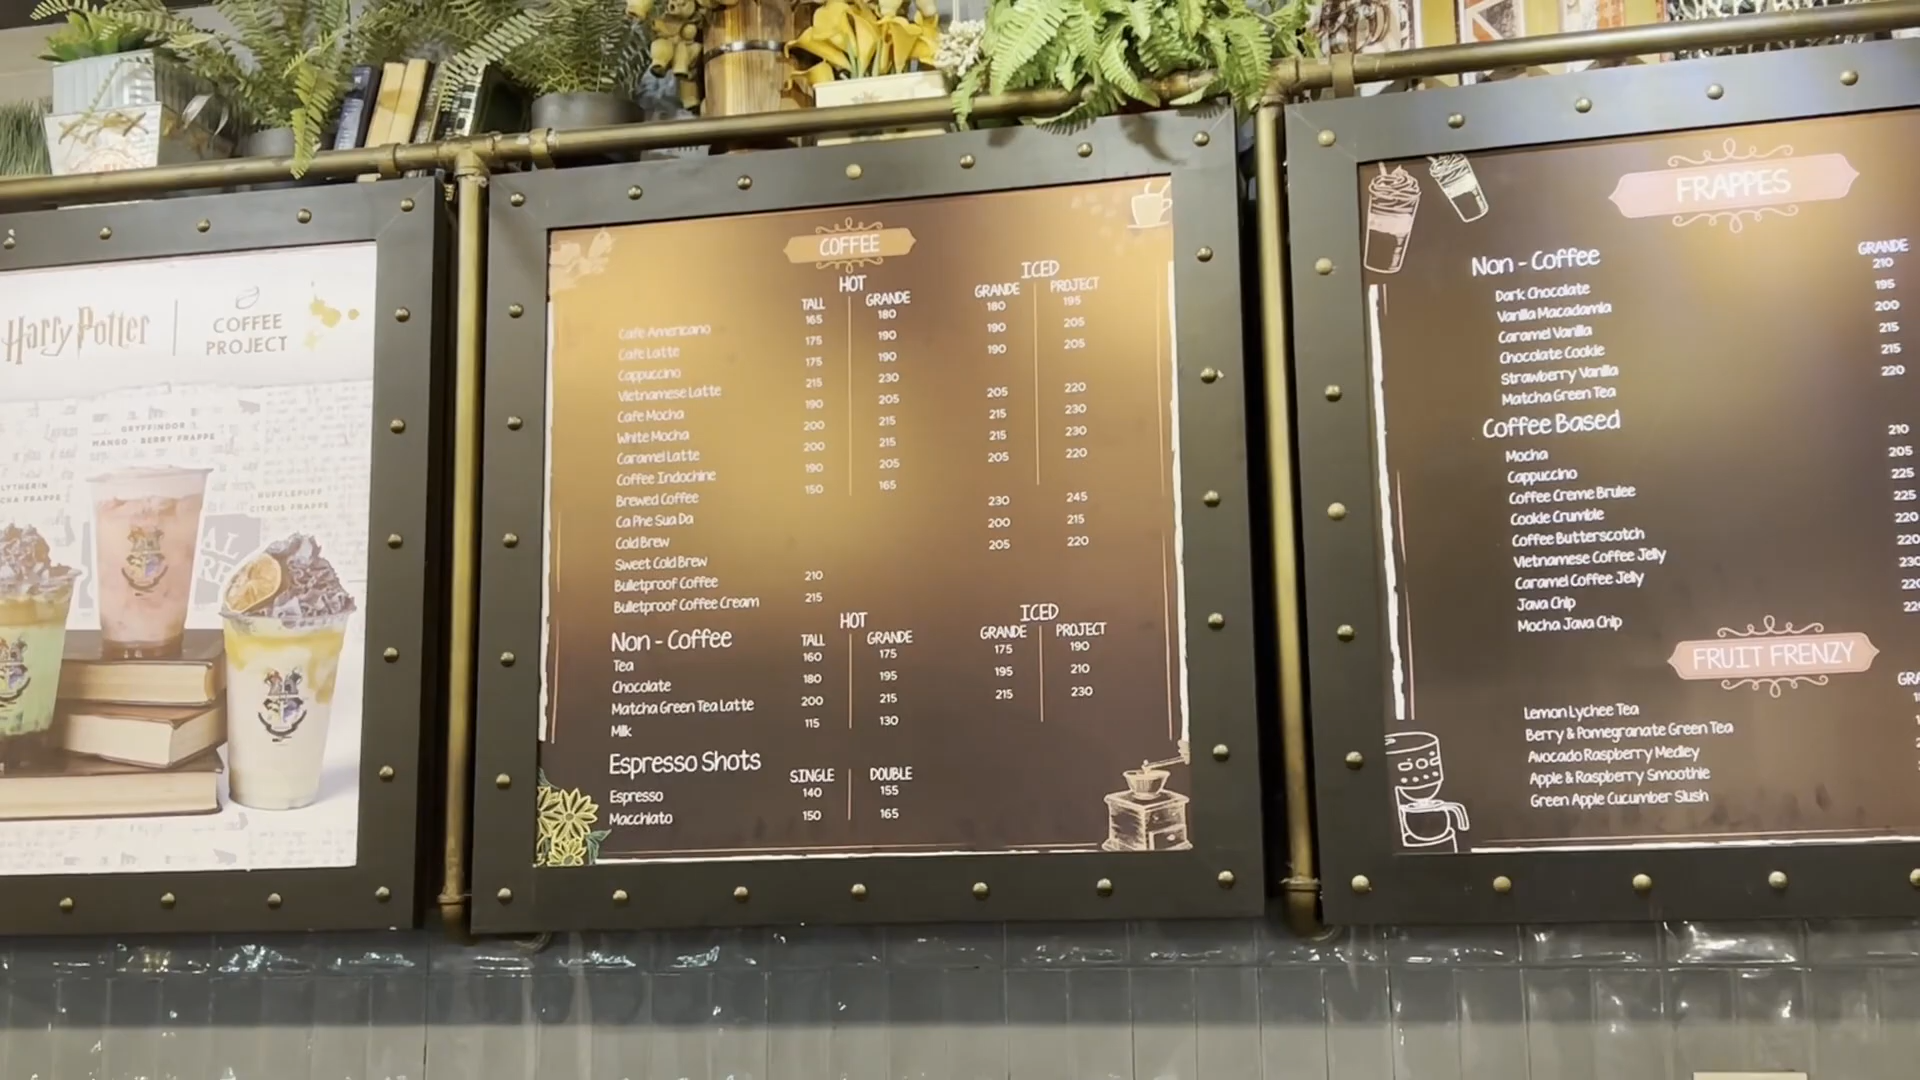 Harry Potter
COFFEE
PROJECT
GRYFFINDOR
MANGO - BERRY FRAPPE
HUFFLEPUFF
CITRUS FRAPPE
COFFEE
HOT ICED
TALL GRANDE GRANDE PROJECT
Cafe Americano 165 180 180 195
Cafe Latte 175 190 190 205
Cappuccino 175 190 190 205
Vietnamese Latte 215 230
Cafe Mocha 190 205 205 220
White Mocha 200 215 215 230
Caramel Latte 200 215 215 230
Coffee Indochine 190 205 205 220
Brewed Coffee 150 165
Ca Phe Sua Da 230 245
Cold Brew 200 215
Sweet Cold Brew 205 220
Bulletproof Coffee 210
Bulletproof Coffee Cream 215
HOT ICED
Non - Coffee TALL GRANDE GRANDE PROJECT
Tea 160 175 175 190
Chocolate 180 195 195 210
Matcha Green Tea Latte 200 215 215 230
Milk 115 130
Espresso Shots SINGLE DOUBLE
Espresso 140 155
Macchiato 150 165
FRAPPES
Non - Coffee GRANDE
Dark Chocolate 210
Vanilla Macadamia 195
Caramel Vanilla 200
Chocolate Cookie 215
Strawberry Vanilla 215
Matcha Green Tea 220
Coffee Based
Mocha 210
Cappuccino 205
Coffee Creme Brulee 225
Cookie Crumble 225
Coffee Butterscotch 220
Vietnamese Coffee Jelly 220
Caramel Coffee Jelly 230
Java Chip
Mocha Java Chip
FRUIT FRENZY
Lemon Lychee Tea
Berry & Pomegranate Green Tea
Avocado Raspberry Medley
Apple & Raspberry Smoothie
Green Apple Cucumber Slush